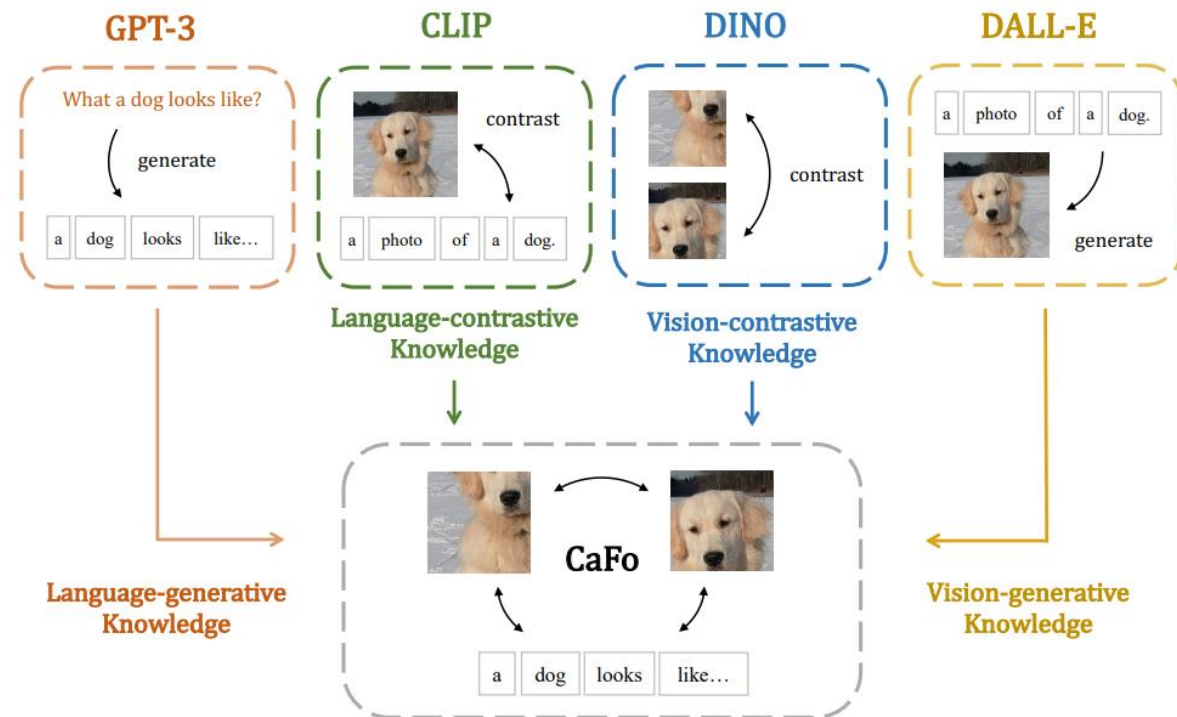 GPT-3
CLIP
DINO
DALL-E
What a dog looks like?
generate
a dog looks like…
contrast
a photo of a dog.
contrast
a photo of a dog.
generate
Language-contrastive
Knowledge
Vision-contrastive
Knowledge
Language-generative
Knowledge
CaFo
a dog looks like…
Vision-generative
Knowledge